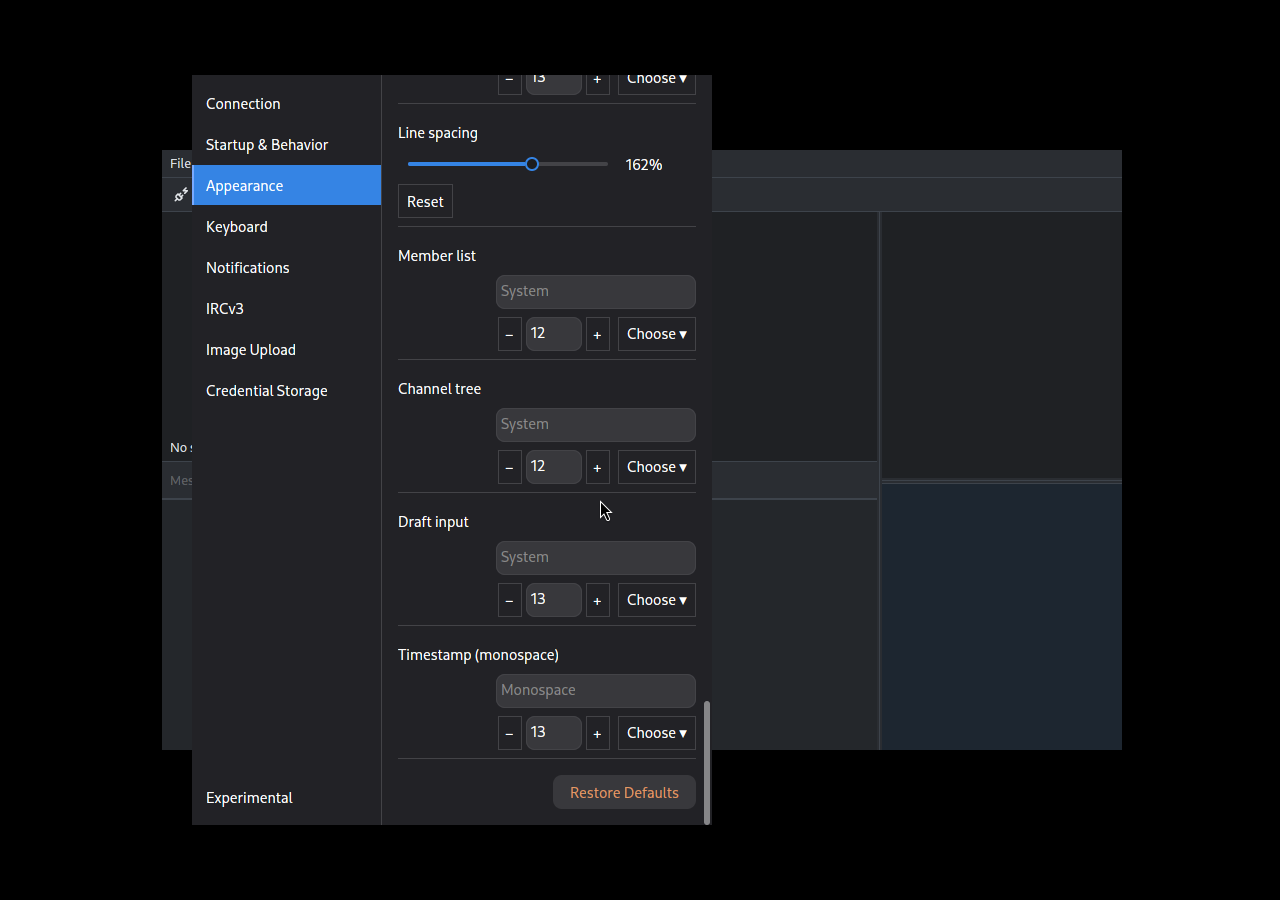 – 13 + Choose ▾
Connection
Line spacing
Startup & Behavior
File
162%
Appearance
Reset
Keyboard
Member list
Notifications
System
IRCv3
– 12 + Choose ▾
Image Upload
Channel tree
Credential Storage
System
No
– 12 + Choose ▾
Mes
Draft input
System
– 13 + Choose ▾
Timestamp (monospace)
Monospace
– 13 + Choose ▾
Restore Defaults
Experimental